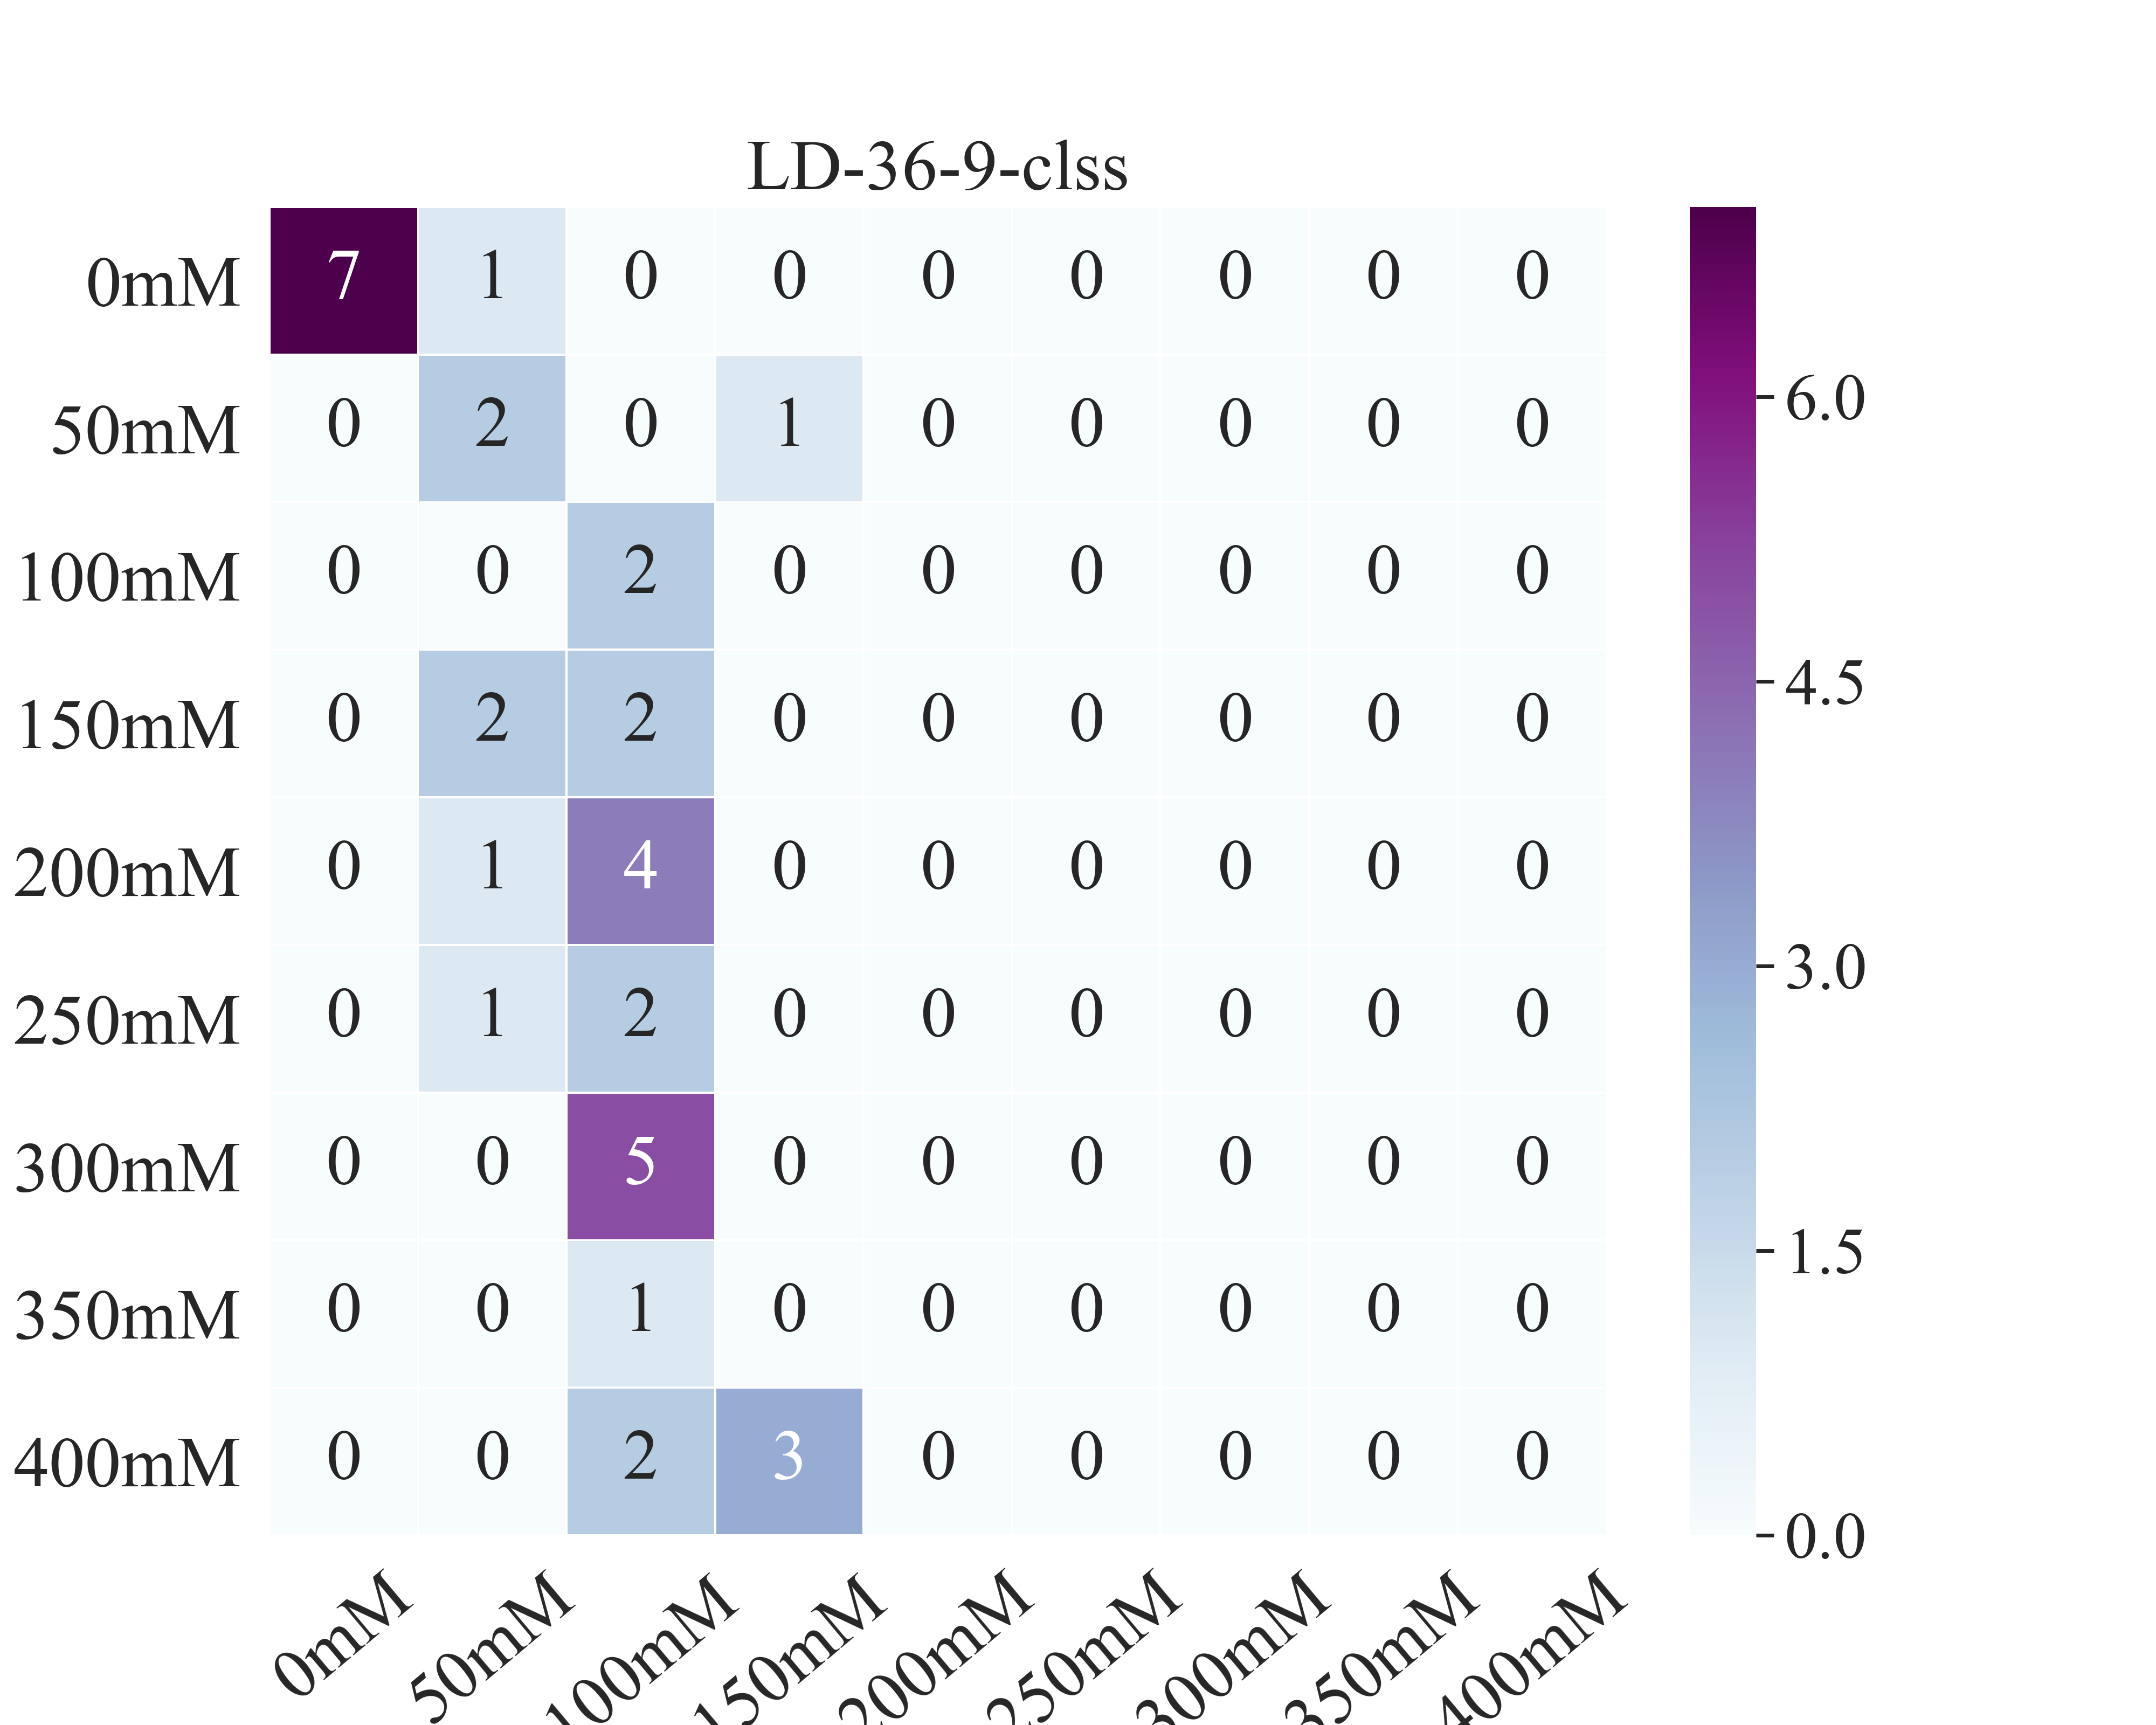 LD-36-9-clss
0mM 7 1 0 0 0 0 0 0 0
50mM 0 2 0 1 0 0 0 0 0
100mM 0 0 2 0 0 0 0 0 0
150mM 0 2 2 0 0 0 0 0 0
200mM 0 1 4 0 0 0 0 0 0
250mM 0 1 2 0 0 0 0 0 0
300mM 0 0 5 0 0 0 0 0 0
350mM 0 0 1 0 0 0 0 0 0
400mM 0 0 2 3 0 0 0 0 0
0mM 50mM 100mM 150mM 200mM 250mM 300mM 350mM 400mM
6.0
4.5
3.0
1.5
0.0